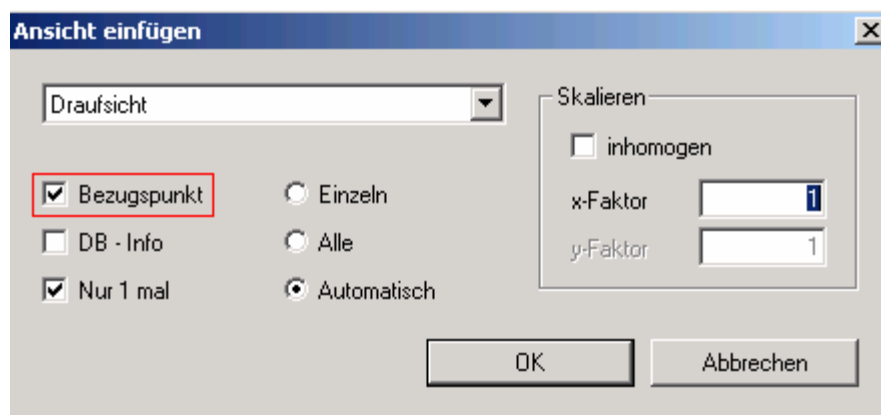 Ansicht einfügen
Draufsicht
Bezugspunkt
DB - Info
Nur 1 mal
Einzeln
Alle
Automatisch
Skalieren
inhomogen
x-Faktor 1
y-Faktor 1
OK
Abbrechen